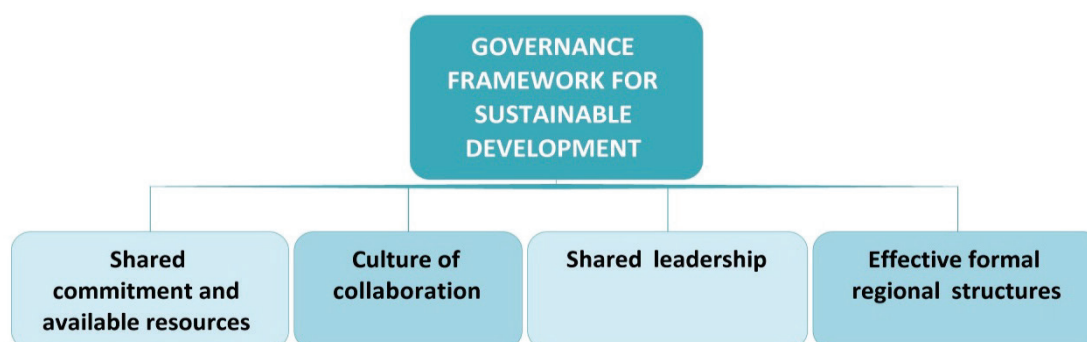 GOVERNANCE
FRAMEWORK FOR
SUSTAINABLE
DEVELOPMENT
Shared
commitment and
available resources
Culture of
collaboration
Shared leadership
Effective formal
regional structures